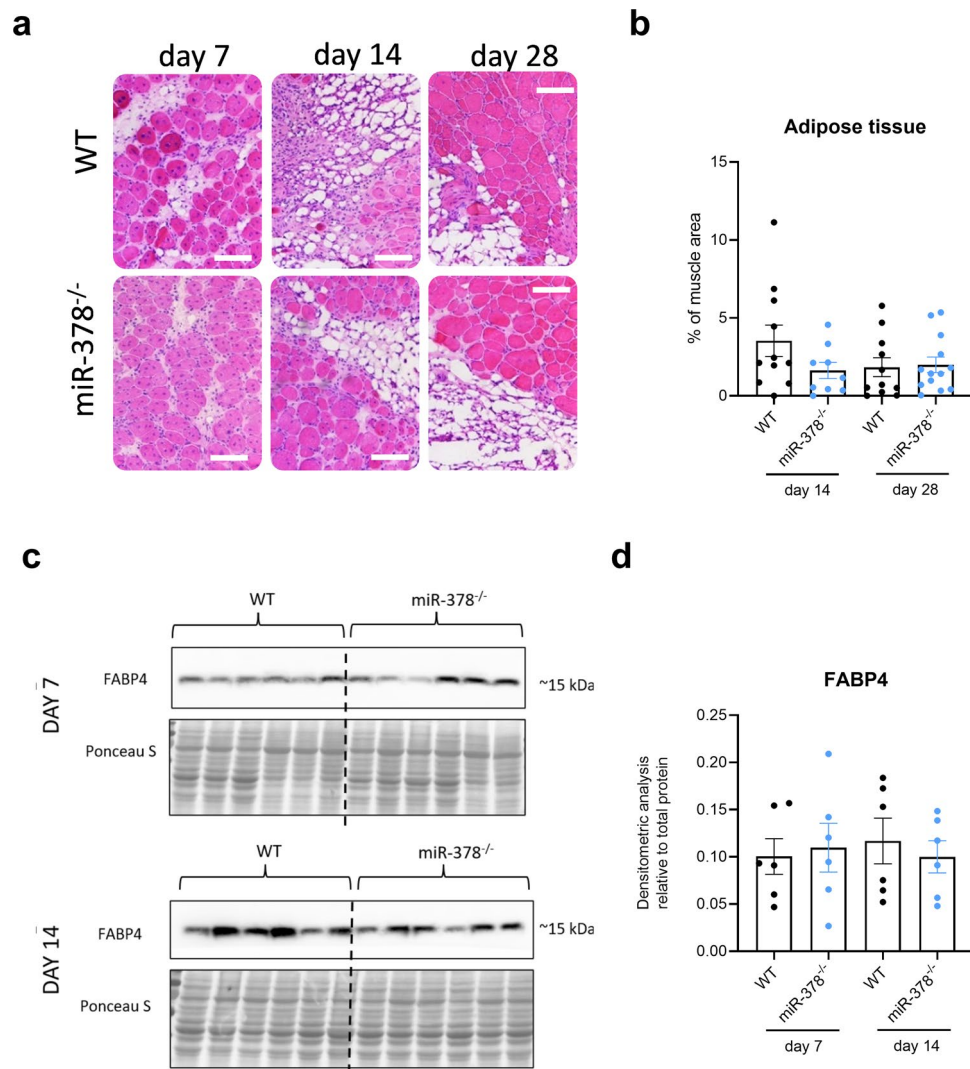 a
day 7 day 14 day 28
WT
miR-378-/-
b
Adipose tissue
% of muscle area
15
10
5
0
WT miR-378-/- WT miR-378-/-
day 14 day 28
c
WT miR-378-/-
DAY 7
FABP4 ~15 kDa
Ponceau S
WT miR-378-/-
DAY 14
FABP4 ~15 kDa
Ponceau S
d
FABP4
Densitometric analysis
relative to total protein
0.25
0.20
0.15
0.10
0.05
0.00
WT miR-378-/- WT miR-378-/-
day 7 day 14